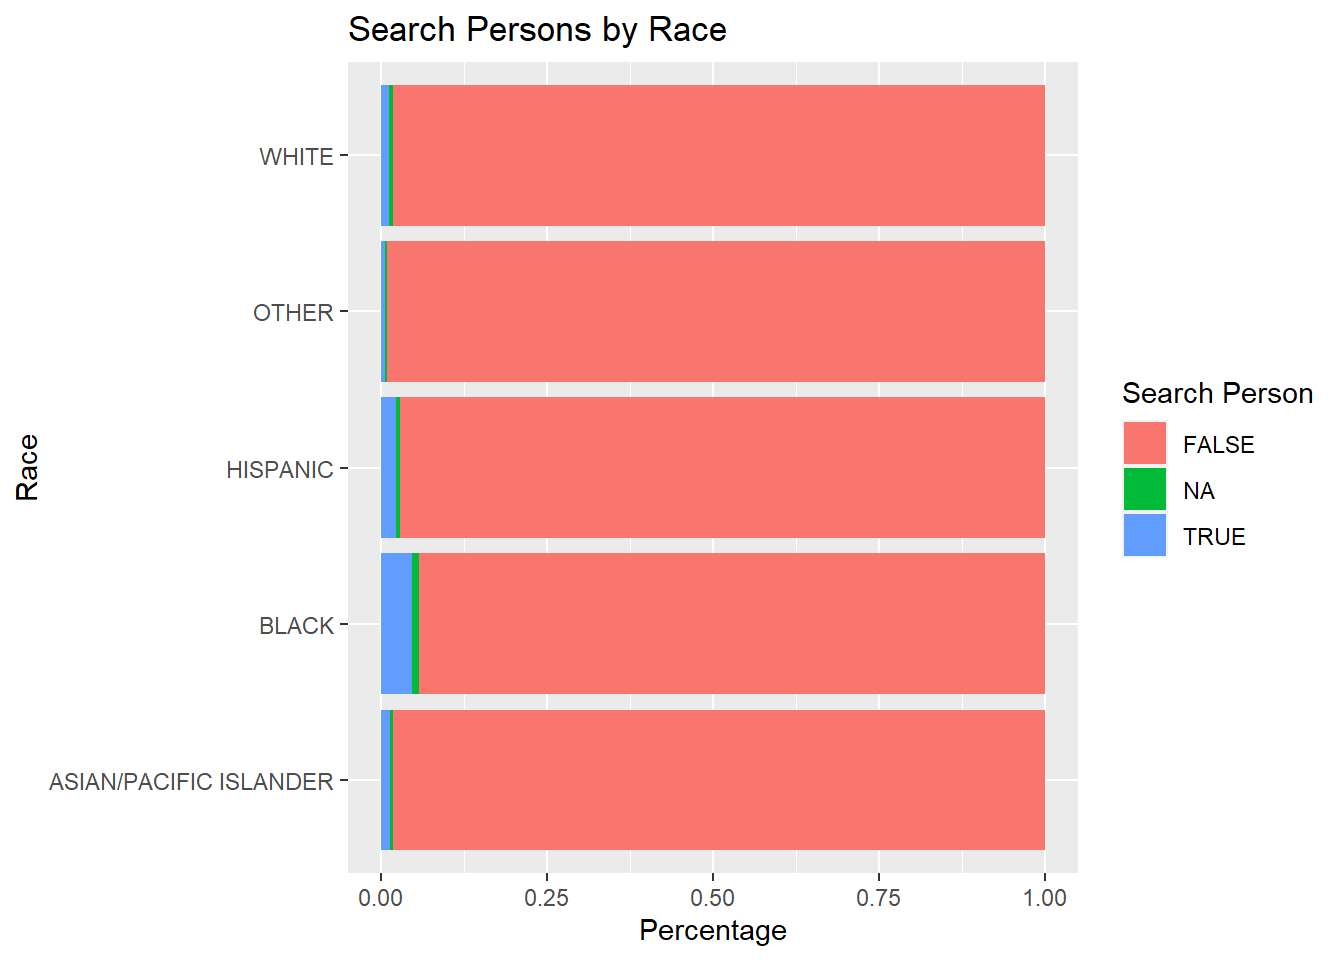 Search Persons by Race
Race
WHITE
OTHER
HISPANIC
BLACK
ASIAN/PACIFIC ISLANDER
0.00 0.25 0.50 0.75 1.00
Percentage
Search Person
FALSE
NA
TRUE